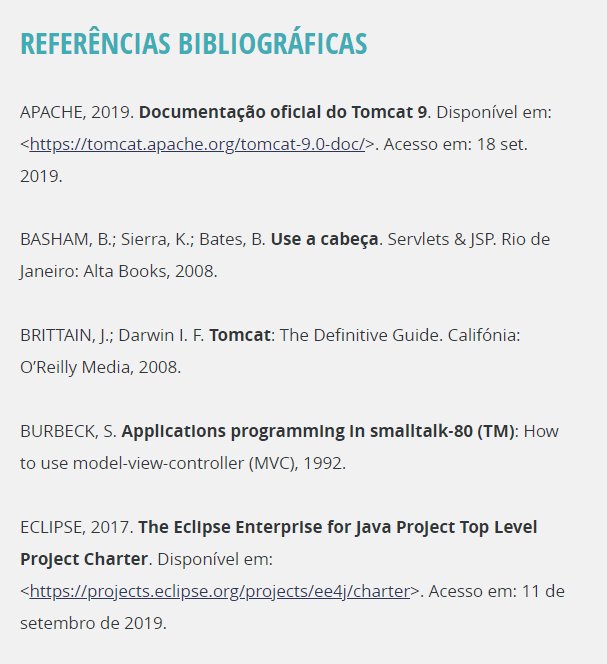 REFERÊNCIAS BIBLIOGRÁFICAS
APACHE, 2019. Documentação oficial do Tomcat 9. Disponível em:
<https://tomcat.apache.org/tomcat-9.0-doc/>. Acesso em: 18 set.
2019.
BASHAM, B.; Sierra, K.; Bates, B. Use a cabeça. Servlets & JSP. Rio de
Janeiro: Alta Books, 2008.
BRITTAIN, J.; Darwin I. F. Tomcat: The Definitive Guide. Califónia:
O’Reilly Media, 2008.
BURBECK, S. Applications programming in smalltalk-80 (TM): How
to use model-view-controller (MVC), 1992.
ECLIPSE, 2017. The Eclipse Enterprise for Java Project Top Level
Project Charter. Disponível em:
<https://projects.eclipse.org/projects/ee4j/charter>. Acesso em: 11 de
setembro de 2019.